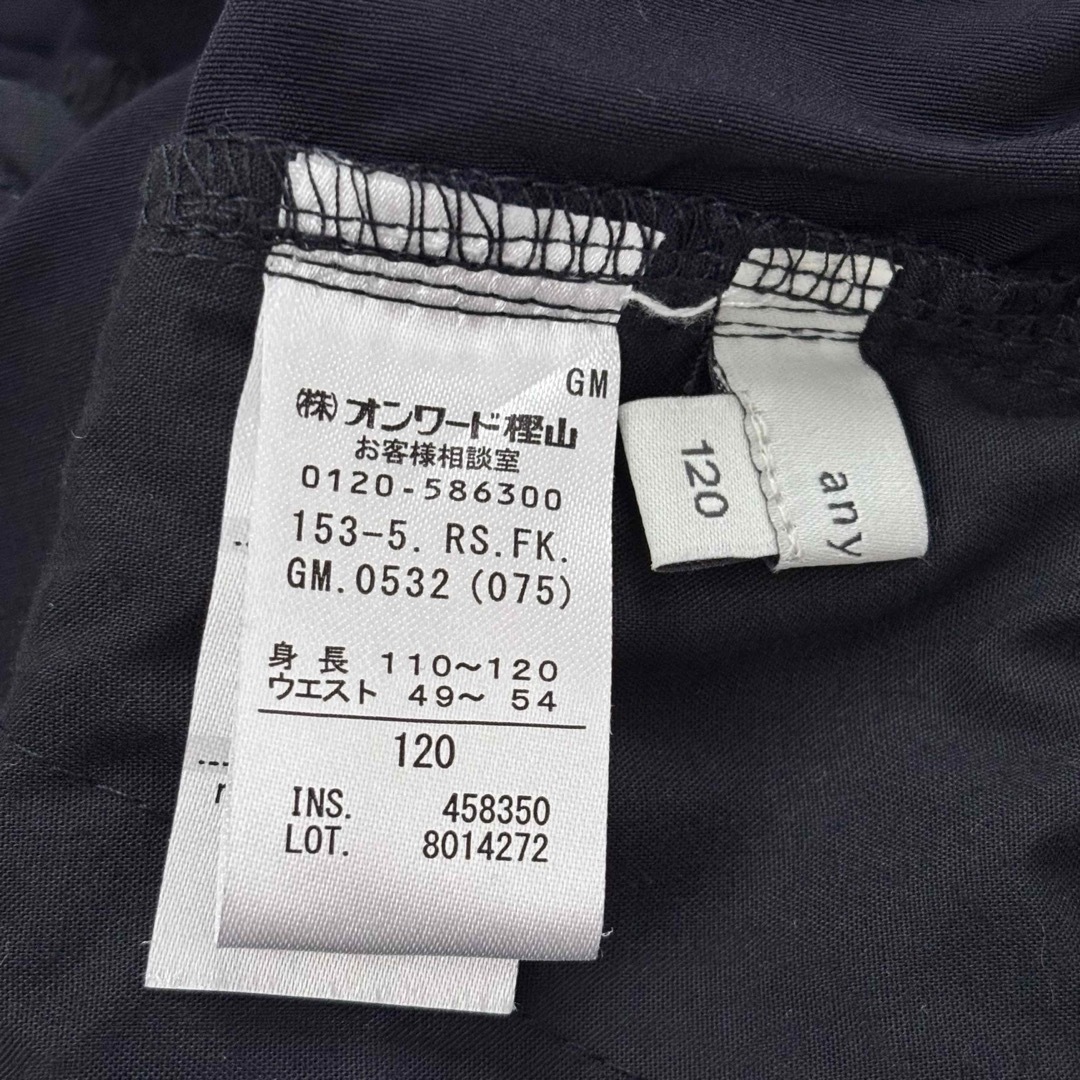 GM
㈱オンワード樫山
お客様相談室
0120-586300
153-5. RS.FK.
GM.0532 (075)
身 長 110〜120
ウエスト 49〜 54
120
INS. 458350
LOT. 8014272
120
any